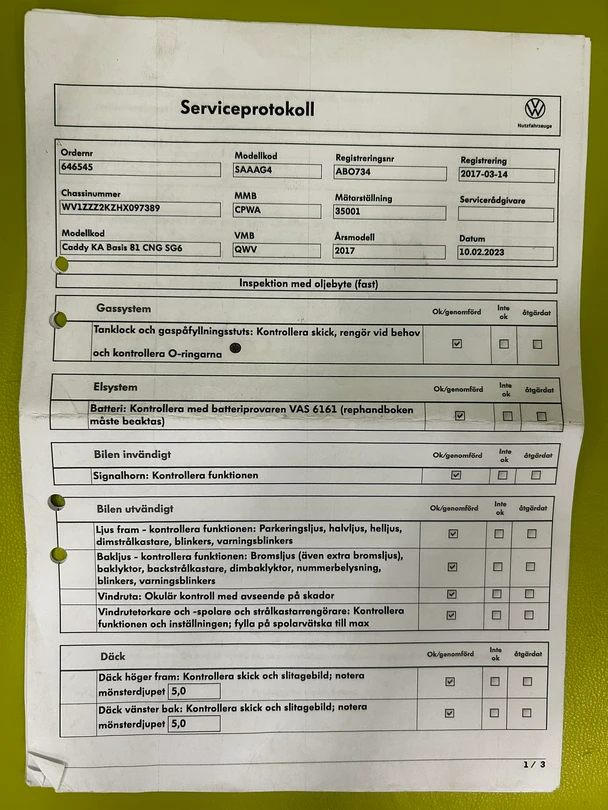 Serviceprotokoll
Nutzfahrzeuge
Ordernr
646545
Modellkod
SAAAG4
Registreringsnr
ABO734
Registrering
2017-03-14
Chassinummer
WV1ZZZ2KZHX097389
MMB
CPWA
Mätarställning
35001
Servicerådgivare
Modellkod
Caddy KA Basis 81 CNG SG6
VMB
QWV
Årsmodell
2017
Datum
10.02.2023
Inspektion med oljebyte (fast)
Gassystem Ok/genomförd Inte ok åtgärdat
Tanklock och gaspåfyllningsstuts: Kontrollera skick, rengör vid behov
och kontrollera O-ringarna
Elsystem Ok/genomförd Inte ok åtgärdat
Batteri: Kontrollera med batteriprovaren VAS 6161 (rephandboken
måste beaktas)
Bilen invändigt Ok/genomförd Inte ok åtgärdat
Signalhorn: Kontrollera funktionen
Bilen utvändigt Ok/genomförd Inte ok åtgärdat
Ljus fram - kontrollera funktionen: Parkeringsljus, halvljus, helljus,
dimstrålkastare, blinkers, varningsblinkers
Bakljus - kontrollera funktionen: Bromsljus (även extra bromsljus),
baklyktor, backstrålkastare, dimbaklyktor, nummerbelysning,
blinkers, varningsblinkers
Vindruta: Okulär kontroll med avseende på skador
Vindrutetorkare och -spolare och strålkastarrengörare: Kontrollera
funktionen och inställningen; fylla på spolarvätska till max
Däck Ok/genomförd Inte ok åtgärdat
Däck höger fram: Kontrollera skick och slitagebild; notera
mönsterdjupet 5,0
Däck vänster bak: Kontrollera skick och slitagebild; notera
mönsterdjupet 5,0
1 / 3